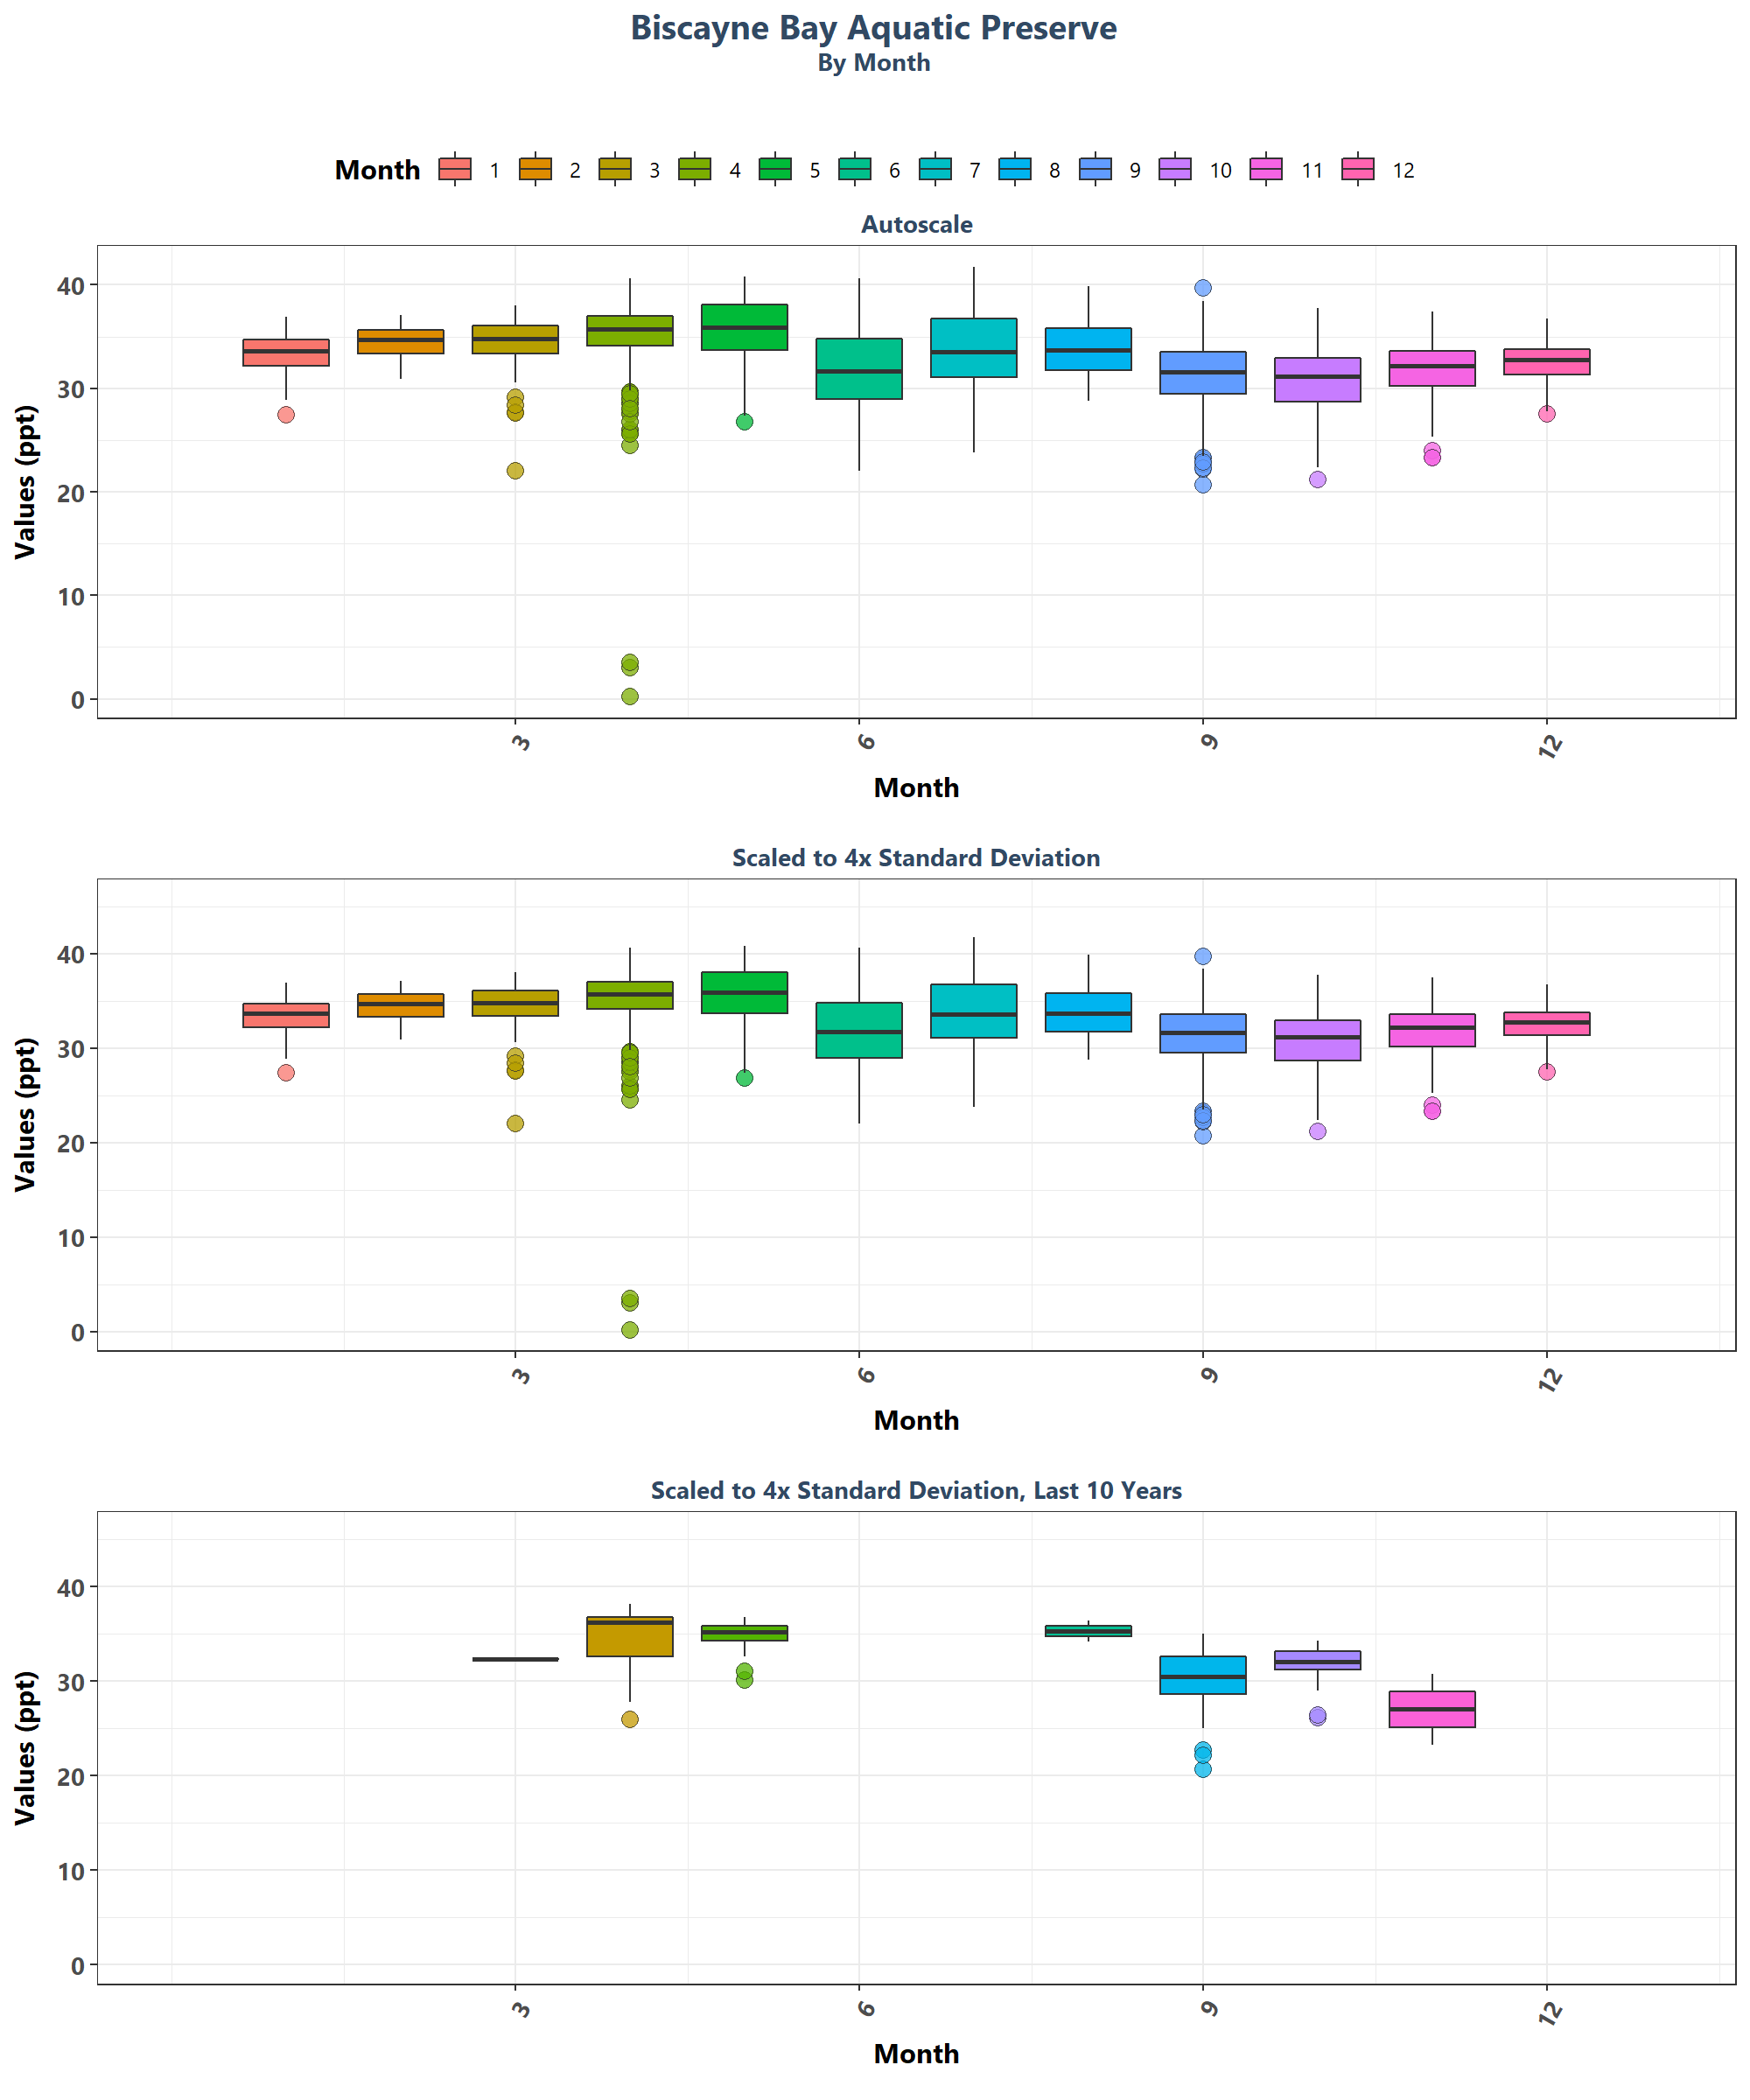 Biscayne Bay Aquatic Preserve
By Month
Month 1 2 3 4 5 6 7 8 9 10 11 12
Autoscale
Values (ppt)
40
30
20
10
0
3 6 9 12
Month
Scaled to 4x Standard Deviation
Values (ppt)
40
30
20
10
0
3 6 9 12
Month
Scaled to 4x Standard Deviation, Last 10 Years
Values (ppt)
40
30
20
10
0
3 6 9 12
Month